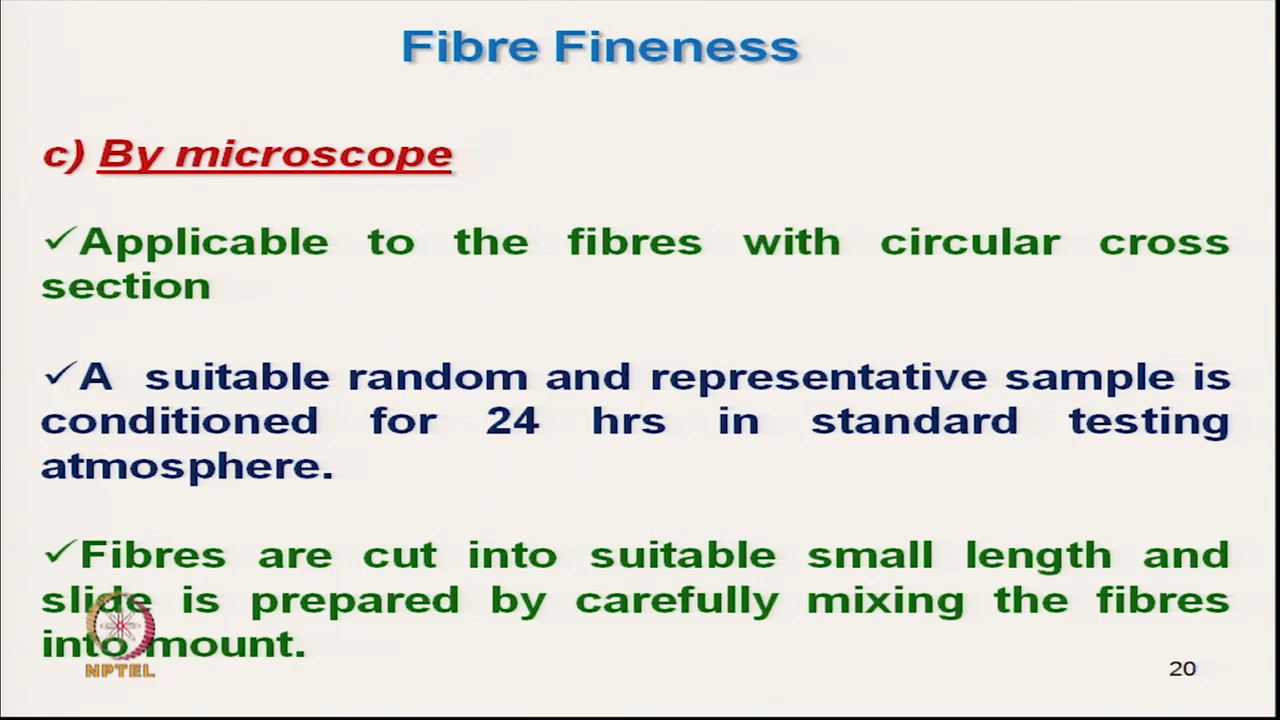 Fibre Fineness
c) By microscope
✓Applicable to the fibres with circular cross
section
✓A suitable random and representative sample is
conditioned for 24 hrs in standard testing
atmosphere.
✓Fibres are cut into suitable small length and
slide is prepared by carefully mixing the fibres
into mount.
NPTEL
20